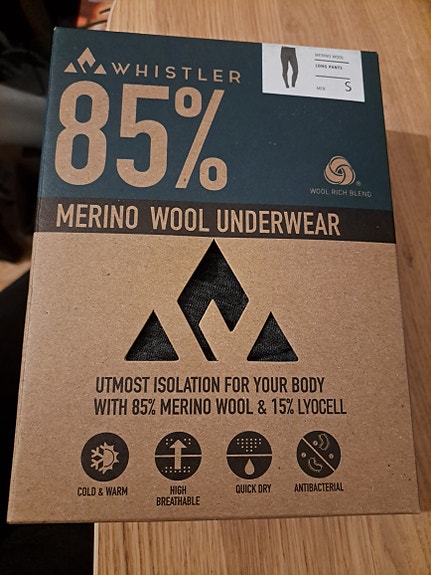 WHISTLER
MERINO WOOL
LONG PANTS
MEN S
85%
WOOL RICH BLEND
MERINO WOOL UNDERWEAR
UTMOST ISOLATION FOR YOUR BODY
WITH 85% MERINO WOOL & 15% LYOCELL
COLD & WARM
HIGH
BREATHABLE
QUICK DRY
ANTIBACTERIAL